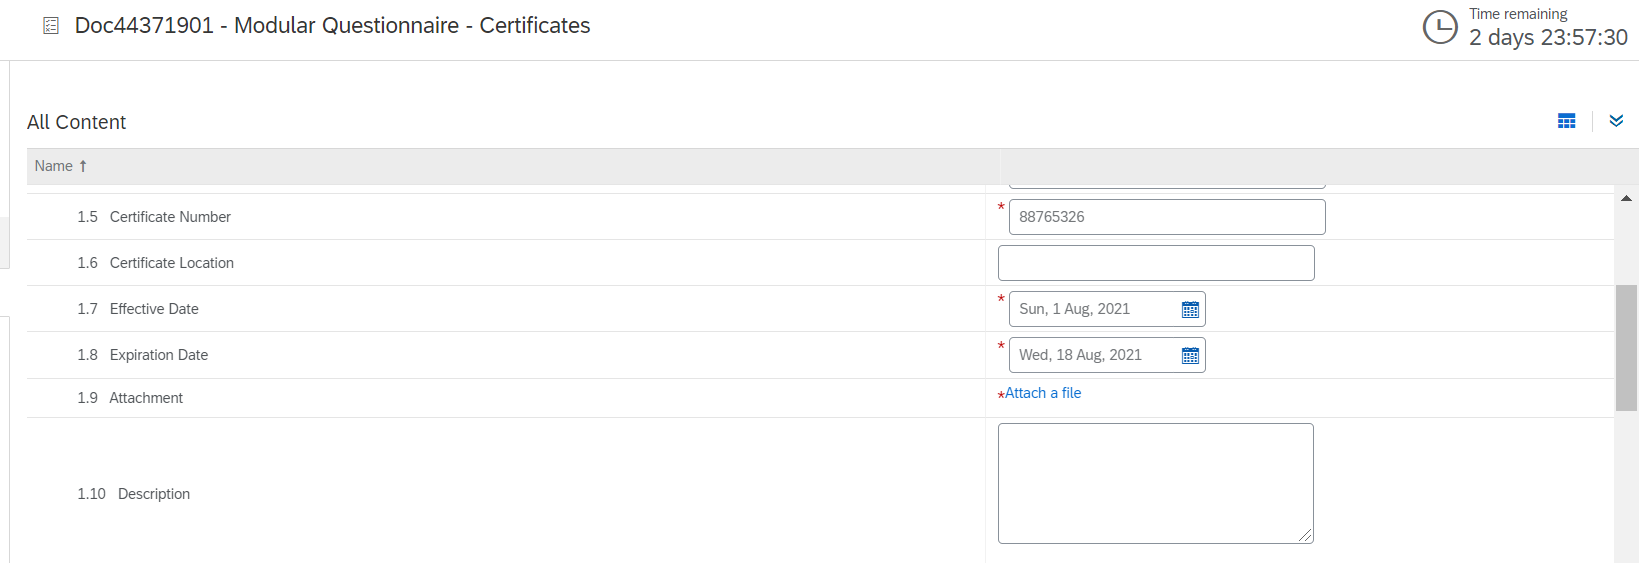 Doc44371901 - Modular Questionnaire - Certificates
Time remaining
2 days 23:57:30
All Content
Name ↑
1.5 Certificate Number * 88765326
1.6 Certificate Location
1.7 Effective Date * Sun, 1 Aug, 2021
1.8 Expiration Date * Wed, 18 Aug, 2021
1.9 Attachment *Attach a file
1.10 Description